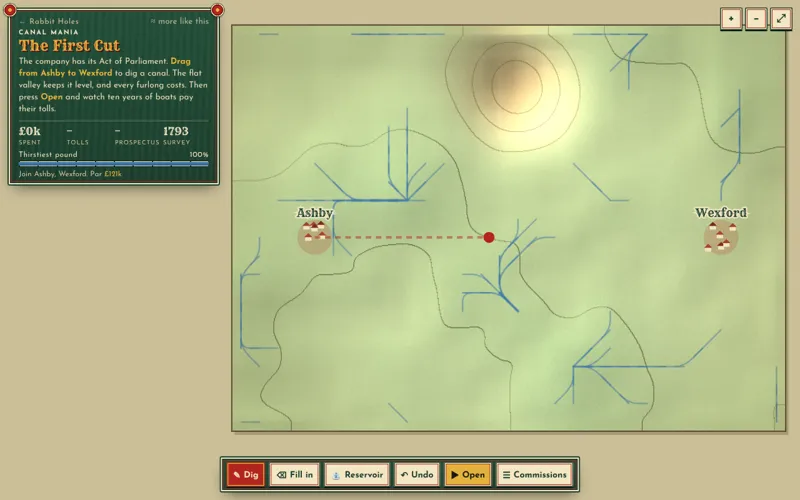 ← Rabbit Holes
≈ more like this
CANAL MANIA
The First Cut
The company has its Act of Parliament. Drag
from Ashby to Wexford to dig a canal. The flat
valley keeps it level, and every furlong costs. Then
press Open and watch ten years of boats pay
their tolls.
£0k – – 1793
SPENT TOLLS PROSPECTUS SURVEY
Thirstiest pound 100%
Join Ashby, Wexford. Par £121k
+ − ⤢
Ashby
Wexford
✎ Dig ⌫ Fill in ⚓ Reservoir ↶ Undo ▶ Open ☰ Commissions